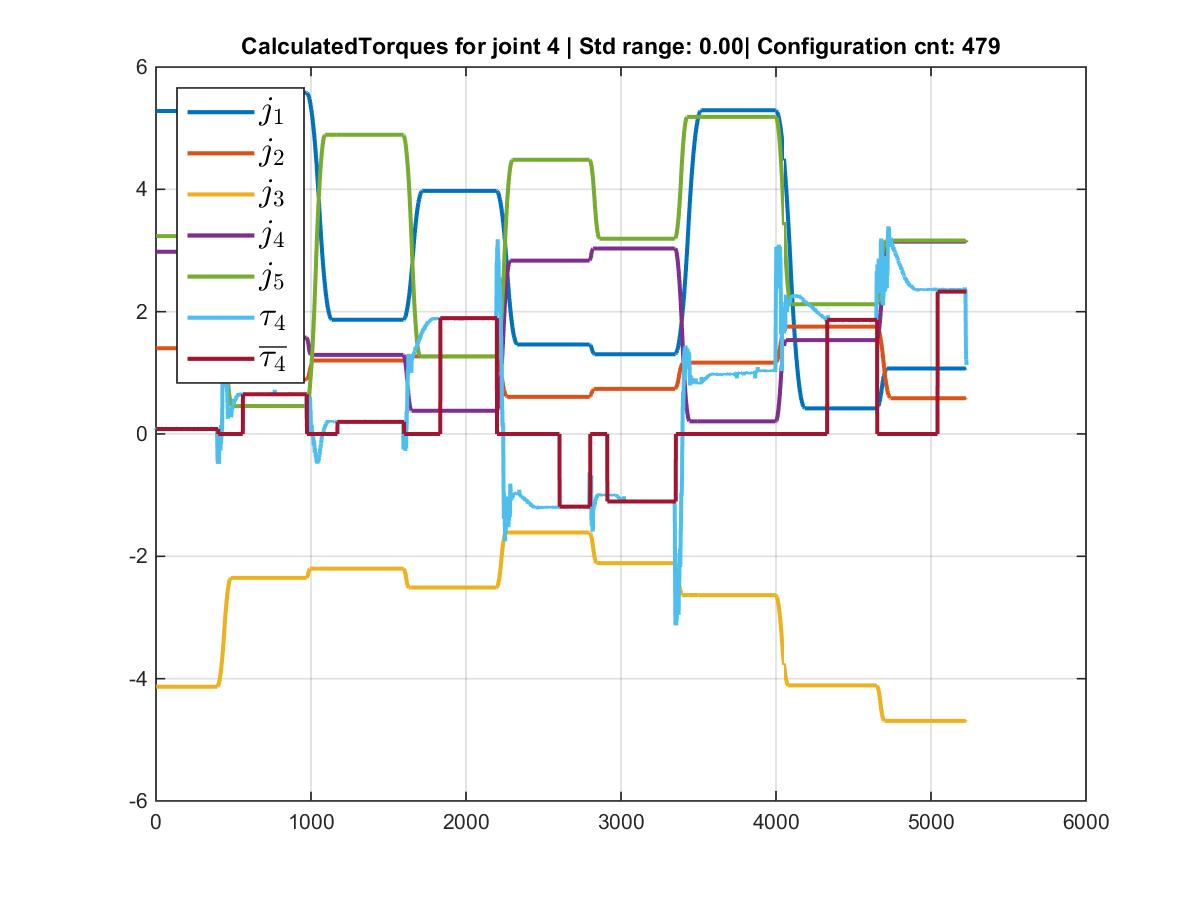 CalculatedTorques for joint 4 | Std range: 0.00| Configuration cnt: 479
6
4
2
0
-2
-4
-6
j₁
j₂
j₃
j₄
j₅
τ₄
τ̅₄
0 1000 2000 3000 4000 5000 6000